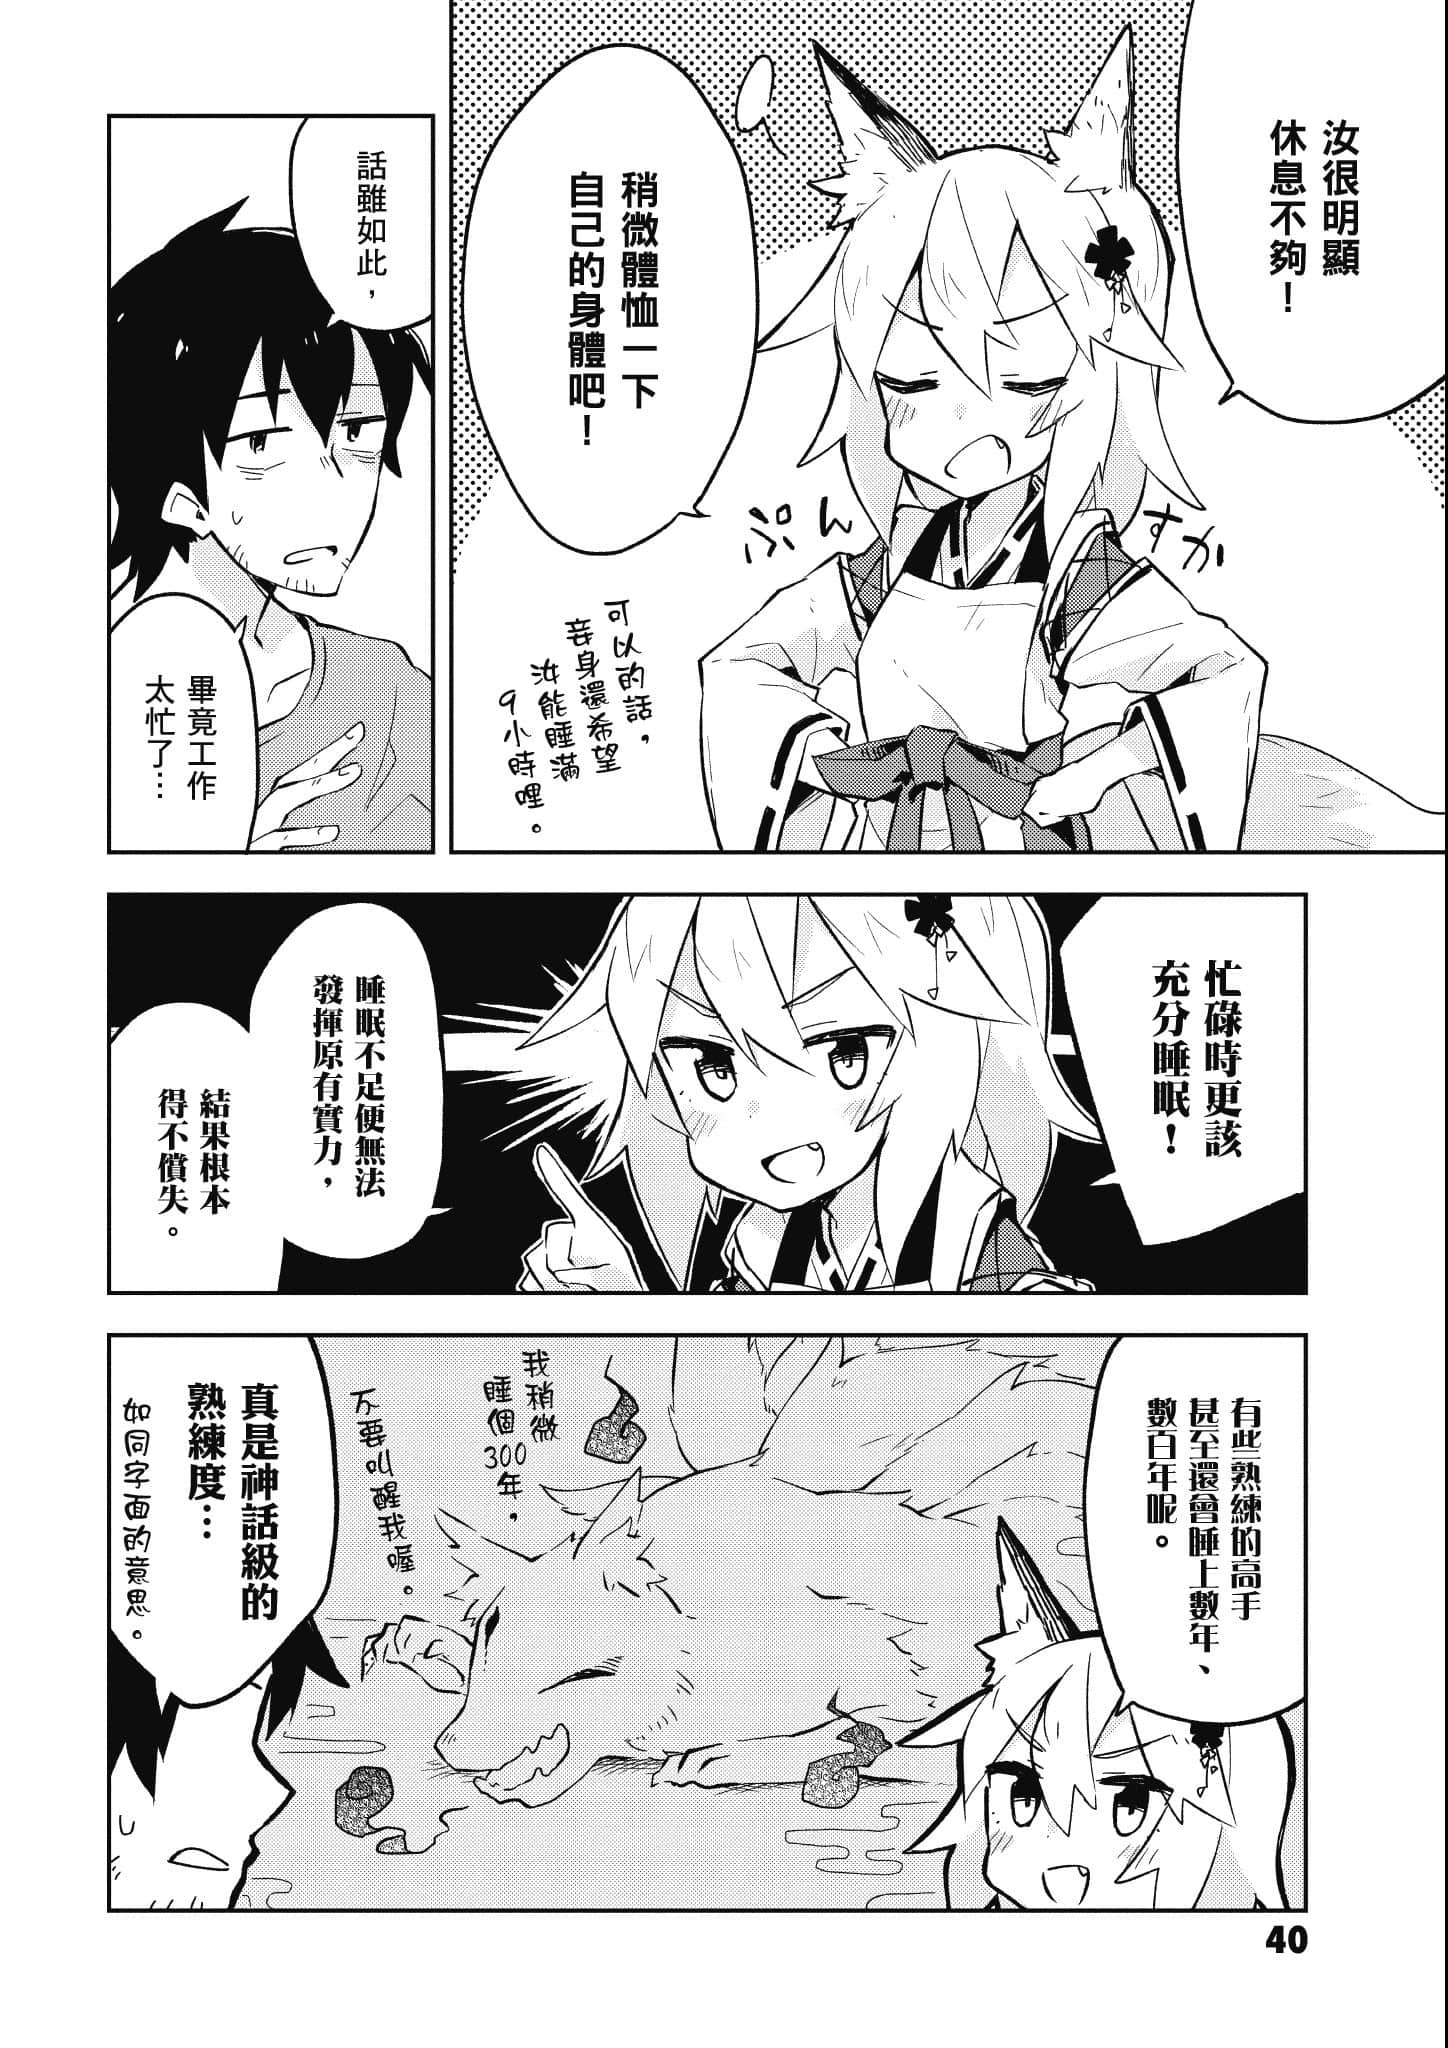 汝很明顯
休息不夠！
稍微體恤一下
自己的身體吧！
すか
ぷん
可以的話，
妾身還希望
汝能睡滿
9小時哩。
話雖如此，
畢竟工作
太忙了…
忙碌時更該
充分睡眠！
睡眠不足便無法
發揮原有實力，
結果根本
得不償失。
有些熟練的高手
甚至還會睡上數年、
數百年呢。
我稍微
睡個
300年，
不要叫醒我喔。
真是神話級的
熟練度…
如同字面的意思。
40